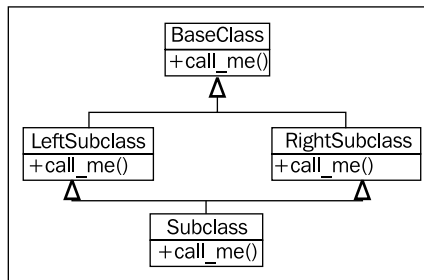 BaseClass
+call_me()
LeftSubclass
+call_me()
RightSubclass
+call_me()
Subclass
+call_me()